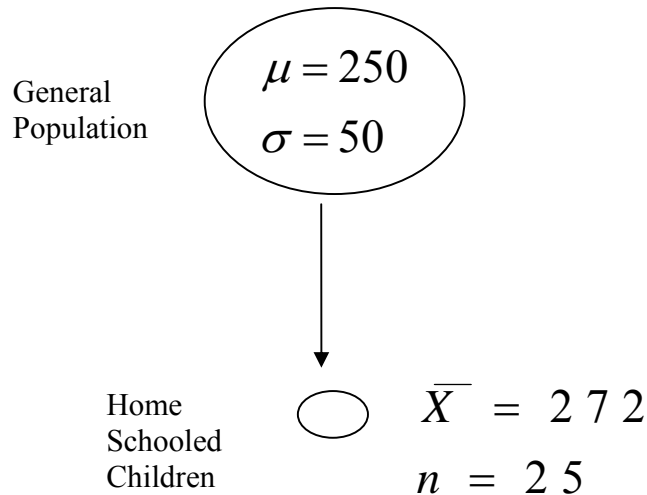 General
Population
μ = 250
σ = 50
Home
Schooled
Children
X̄ = 272
n = 25